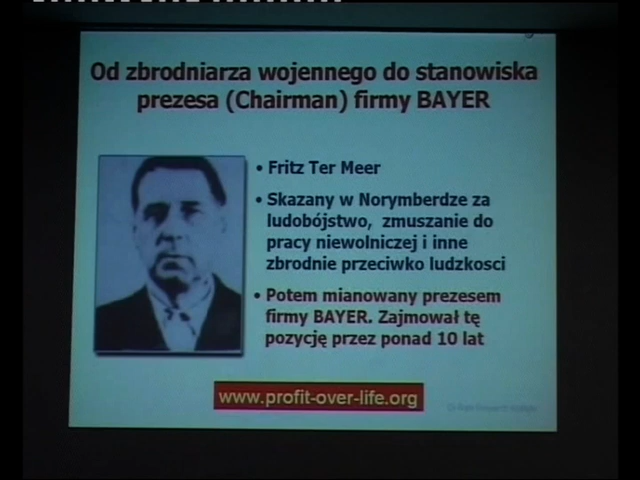 Od zbrodniarza wojennego do stanowiska
prezesa (Chairman) firmy BAYER
• Fritz Ter Meer
• Skazany w Norymberdze za
ludobójstwo, zmuszanie do
pracy niewolniczej i inne
zbrodnie przeciwko ludzkosci
• Potem mianowany prezesem
firmy BAYER. Zajmował tę
pozycję przez ponad 10 lat
www.profit-over-life.org